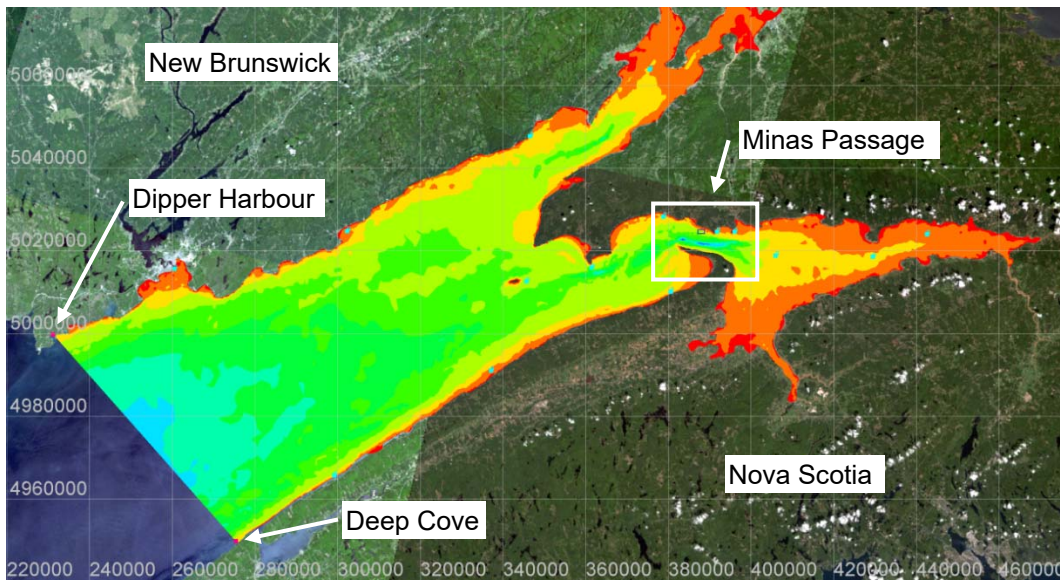 New Brunswick
5060000
Minas Passage
5040000
Dipper Harbour
5020000
5000000
4980000
4960000
Nova Scotia
Deep Cove
220000 240000 260000 280000 300000 320000 340000 360000 380000 400000 420000 440000 460000